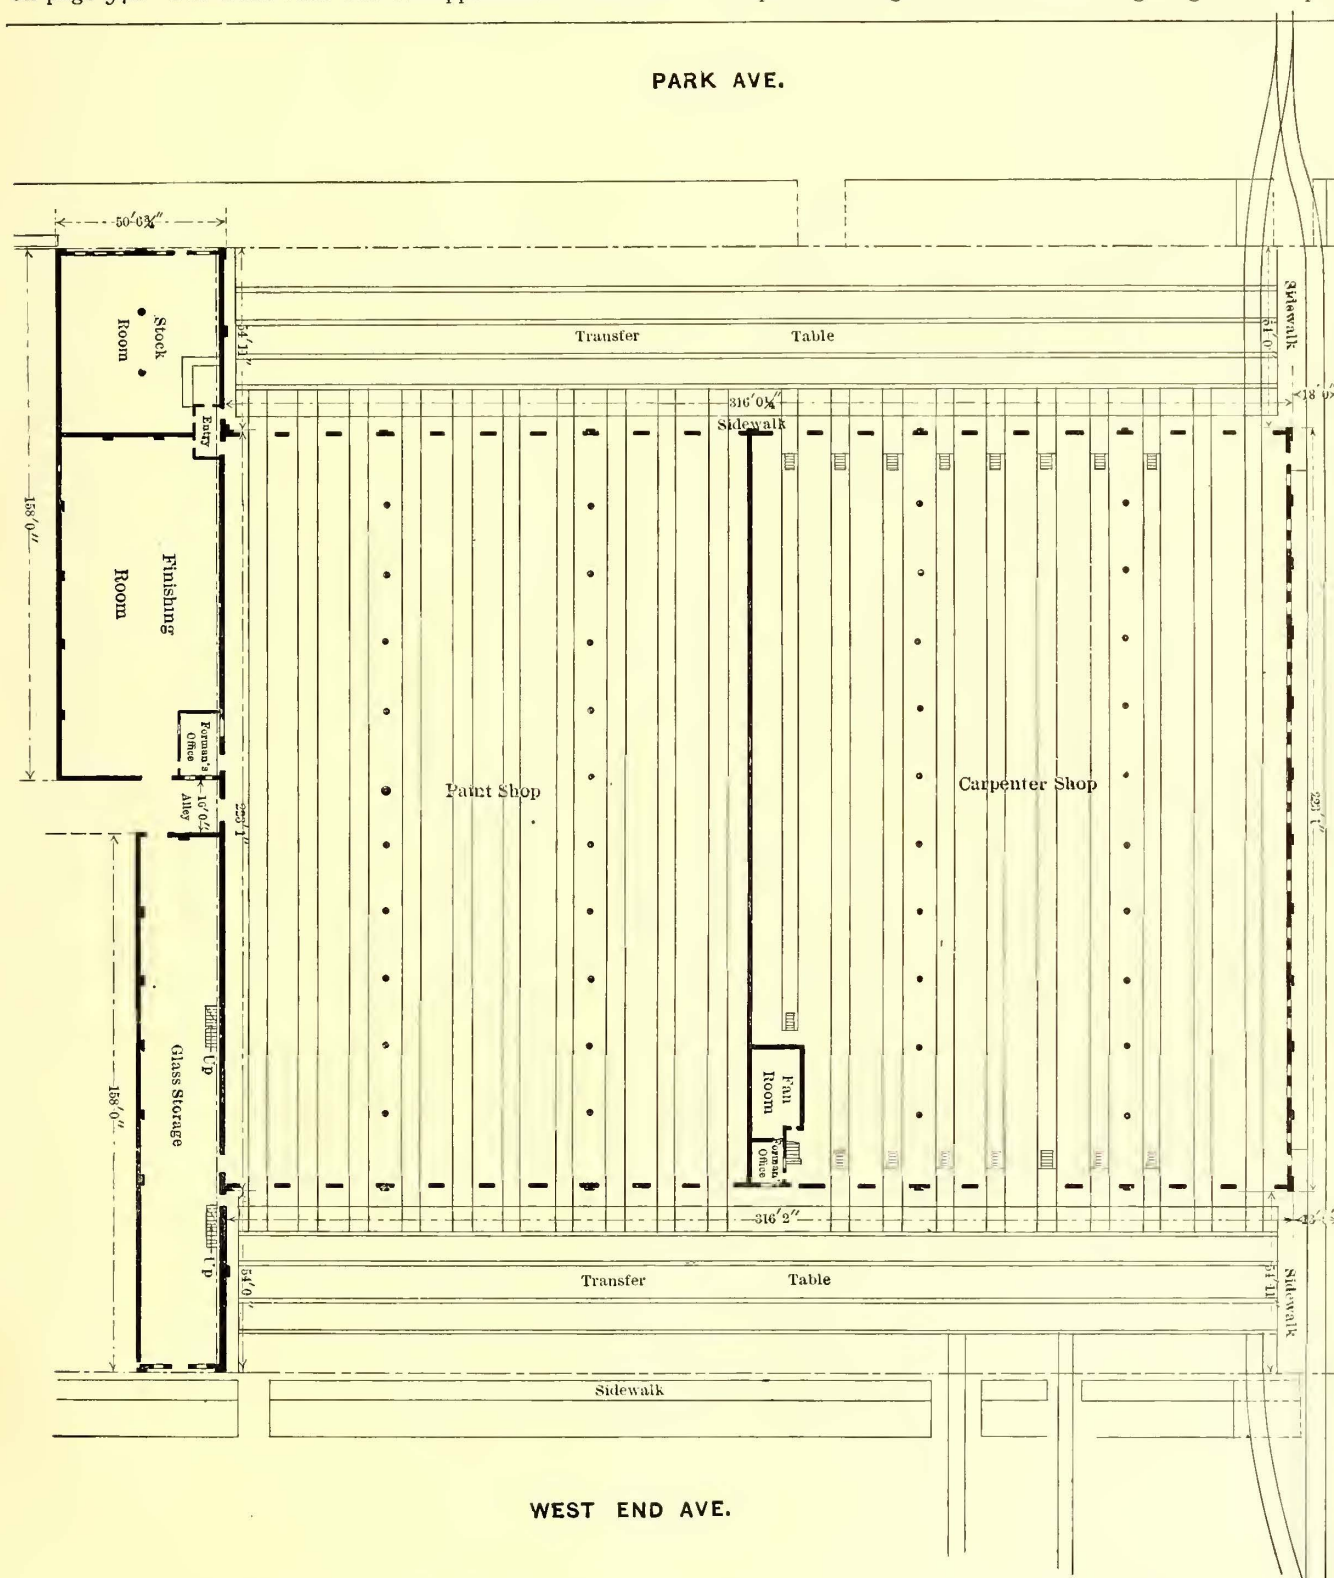 PARK AVE.
50'6¾"
Stock
Room
54'11"
Transfer Table
Sidewalk
54'0"
316'0¼"
18'0"
Sidewalk
Entry
158'0"
Finishing
Room
Forman's
Office
16'0"
Alley
223'1"
Paint Shop
Carpenter Shop
223'1"
158'0"
Glass Storage
Up
Fan
Room
Forman's
Office
Up
316'2"
54'0"
Transfer Table
54'11"
Sidewalk
Sidewalk
WEST END AVE.